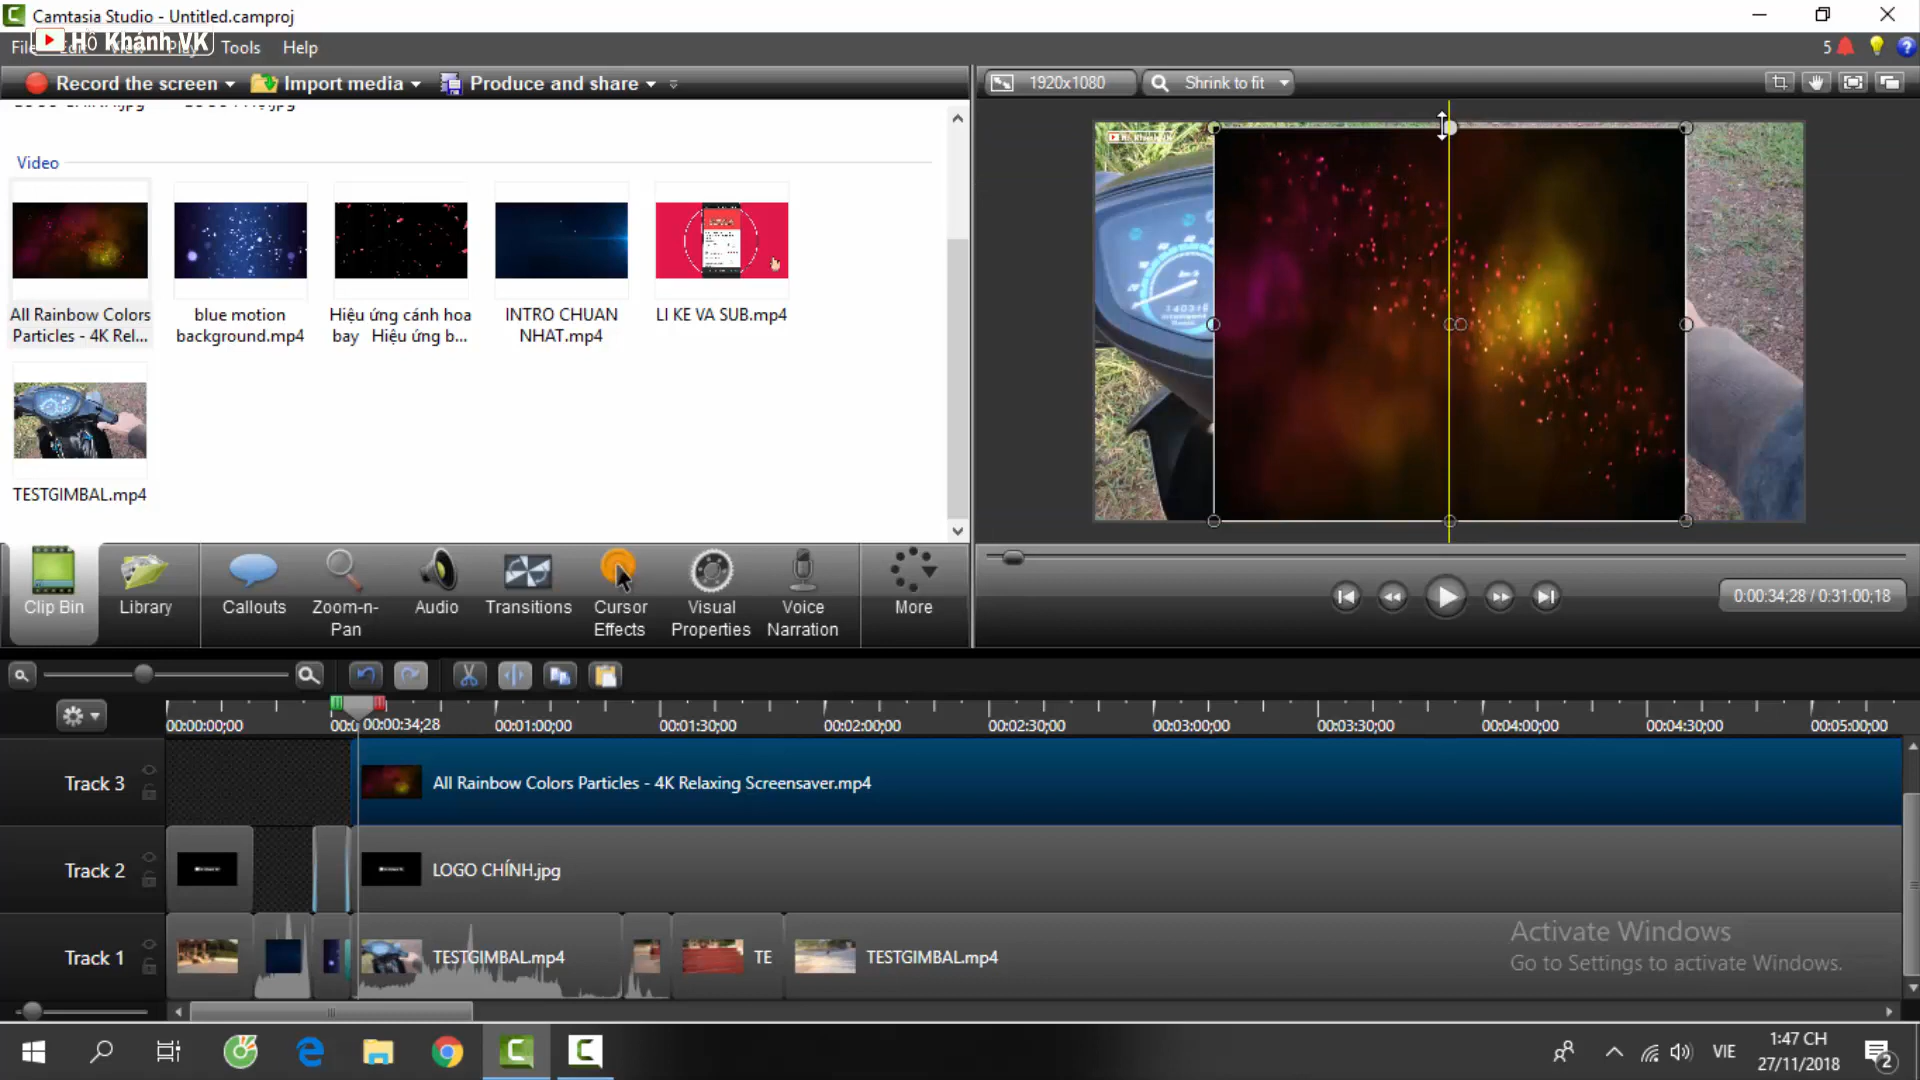 Camtasia Studio - Untitled.camproj
Hồ Khánh VK
File Edit View Play Tools Help
5
Record the screen
Import media
Produce and share
1920x1080
Shrink to fit
Video
All Rainbow Colors
Particles - 4K Rel...
blue motion
background.mp4
Hiệu ứng cánh hoa
bay Hiệu ứng b...
INTRO CHUAN
NHAT.mp4
LI KE VA SUB.mp4
TESTGIMBAL.mp4
Hồ Khánh VK
Clip Bin
Library
Callouts
Zoom-n-
Pan
Audio
Transitions
Cursor
Effects
Visual
Properties
Voice
Narration
More
0:00:34;28 / 0:31:00;18
00:00:00;00
00:00:34;28
00:01:00;00
00:01:30;00
00:02:00;00
00:02:30;00
00:03:00;00
00:03:30;00
00:04:00;00
00:04:30;00
00:05:00;00
Track 3
All Rainbow Colors Particles - 4K Relaxing Screensaver.mp4
Track 2
LOGO CHÍNH.jpg
Track 1
TESTGIMBAL.mp4
TE
TESTGIMBAL.mp4
Activate Windows
Go to Settings to activate Windows.
VIE
1:47 CH
27/11/2018
2